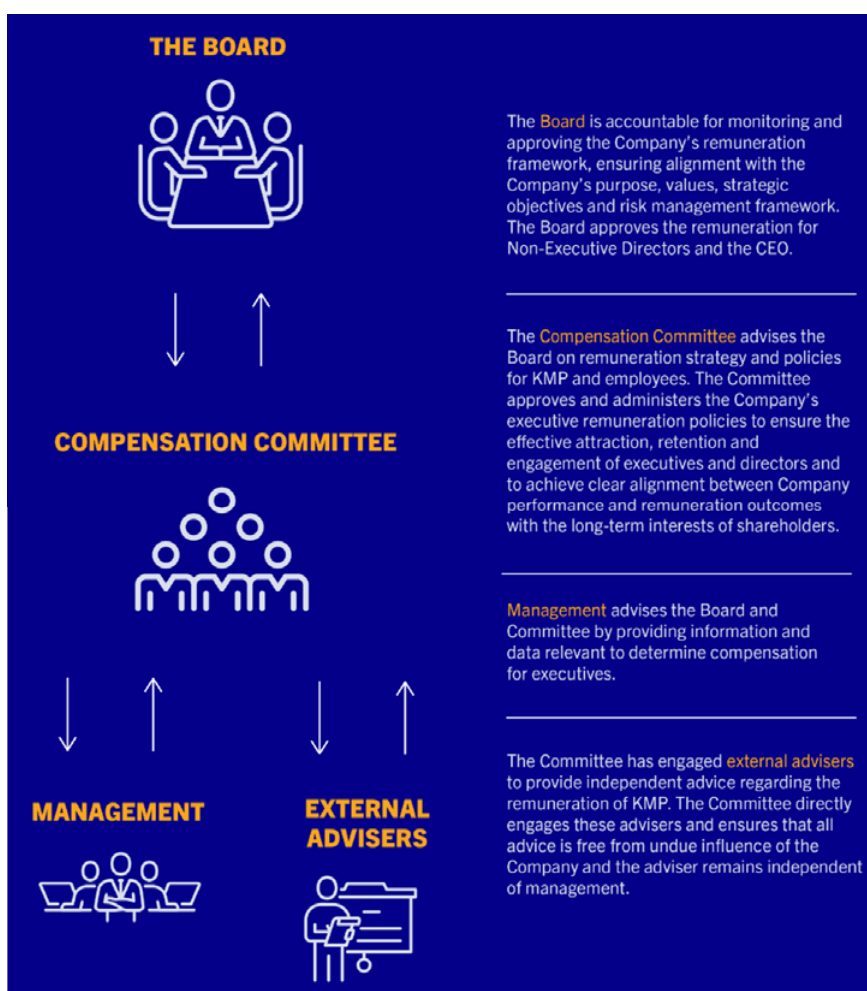 THE BOARD
The Board is accountable for monitoring and
approving the Company's remuneration
framework, ensuring alignment with the
Company's purpose, values, strategic
objectives and risk management framework.
The Board approves the remuneration for
Non-Executive Directors and the CEO.
COMPENSATION COMMITTEE
The Compensation Committee advises the
Board on remuneration strategy and policies
for KMP and employees. The Committee
approves and administers the Company's
executive remuneration policies to ensure the
effective attraction, retention and
engagement of executives and directors and
to achieve clear alignment between Company
performance and remuneration outcomes
with the long-term interests of shareholders.
MANAGEMENT
Management advises the Board and
Committee by providing information and
data relevant to determine compensation
for executives.
EXTERNAL
ADVISERS
The Committee has engaged external advisers
to provide independent advice regarding the
remuneration of KMP. The Committee directly
engages these advisers and ensures that all
advice is free from undue influence of the
Company and the adviser remains independent
of management.